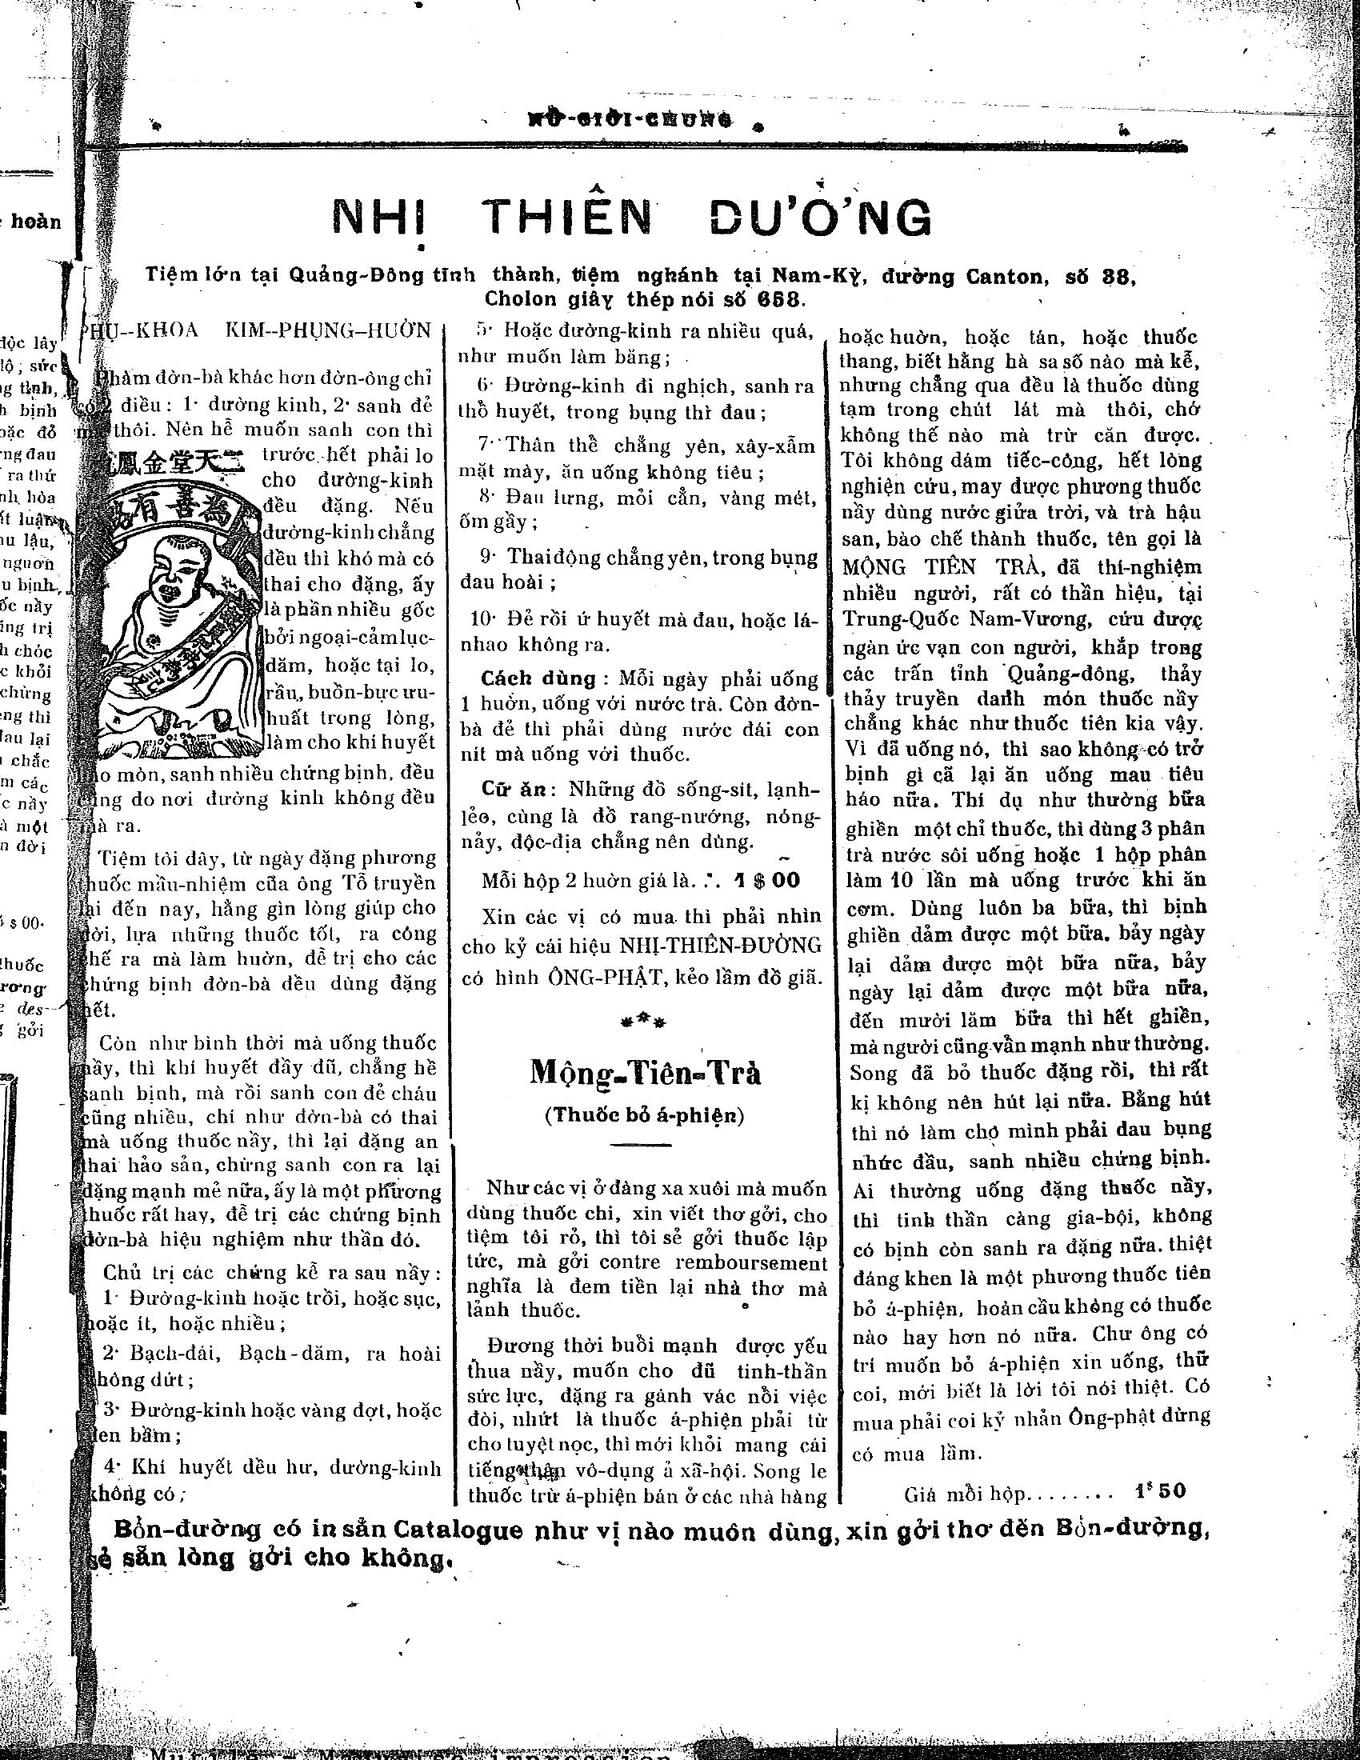 NỮ-GIỚI-CHUNG
NHỊ THIÊN DƯỜNG
Tiệm lớn tại Quảng-Đông tỉnh thành, tiệm nghánh tại Nam-Kỳ, đường Canton, số 38,
Cholon giây thép nói số 658.
PHỤ--KHOA KIM--PHỤNG--HUỜN
Phàm đờn-bà khác hơn đờn-ông chỉ
có 2 điều: 1· đường kinh, 2· sanh đẻ
mà thôi. Nên hễ muốn sanh con thì
trước hết phải lo
cho đường-kinh
đều đặng. Nếu
đường-kinh chẳng
đều thì khó mà có
thai cho đặng, ấy
là phần nhiều gốc
bởi ngoại-cảm lục-
dăm, hoặc tại lo,
rầu, buồn-bực ưu-
huất trong lòng,
làm cho khí huyết
hao mòn, sanh nhiều chứng bịnh, đều
cũng do nơi đường kinh không đều
mà ra.
二天堂金鳳
為善有
Tiệm tôi đây, từ ngày đặng phương
thuốc mầu-nhiệm của ông Tổ truyền
lại đến nay, hằng gìn lòng giúp cho
đời, lựa những thuốc tốt, ra công
chế ra mà làm huờn, để trị cho các
chứng bịnh đờn-bà đều dùng đặng
hết.
Còn như bình thời mà uống thuốc
nầy, thì khí huyết đầy đũ, chẳng hề
sanh bịnh, mà rồi sanh con đẻ cháu
cũng nhiều, chí như đờn-bà có thai
mà uống thuốc nầy, thì lại đặng an
thai hảo sản, chừng sanh con ra lại
đặng mạnh mẻ nữa, ấy là một phương
thuốc rất hay, để trị các chứng bịnh
đờn-bà hiệu nghiệm như thần đó.
Chủ trị các chứng kể ra sau nầy:
1· Đường-kinh hoặc trồi, hoặc sục,
hoặc ít, hoặc nhiều;
2· Bạch-đái, Bạch-dăm, ra hoài
không dứt;
3· Đường-kinh hoặc vàng đợt, hoặc
đen bầm;
4· Khí huyết đều hư, đường-kinh
không có;
5· Hoặc đường-kinh ra nhiều quá,
như muốn làm băng;
6· Đường-kinh đi nghịch, sanh ra
thổ huyết, trong bụng thì đau;
7· Thân thể chẳng yên, xây-xẫm
mặt mày, ăn uống không tiêu;
8· Đau lưng, mỏi cẳn, vàng mét,
ốm gầy;
9· Thai động chẳng yên, trong bụng
đau hoài;
10· Đẻ rồi ứ huyết mà đau, hoặc lá-
nhao không ra.
Cách dùng: Mỗi ngày phải uống
1 huờn, uống với nước trà. Còn đờn-
bà đẻ thì phải dùng nước đái con
nít mà uống với thuốc.
Cữ ăn: Những đồ sống-sít, lạnh-
lẻo, cùng là đồ rang-nướng, nóng-
nảy, độc-địa chẳng nên dùng.
Mỗi hộp 2 huờn giá là. .·. 1 $ 00
Xin các vị có mua thì phải nhìn
cho kỷ cái hiệu NHỊ-THIÊN-ĐƯỜNG
có hình ÔNG-PHẬT, kẻo lầm đồ giả.
***
Mộng-Tiên-Trà
(Thuốc bỏ á-phiện)
Như các vị ở đàng xa xuôi mà muốn
dùng thuốc chi, xin viết thơ gởi, cho
tiệm tôi rỏ, thì tôi sẻ gởi thuốc lập
tức, mà gởi contre remboursement
nghĩa là đem tiền lại nhà thơ mà
lảnh thuốc.
Đương thời buổi mạnh được yếu
thua nầy, muốn cho đũ tinh-thần
sức lực, đặng ra gánh vác nổi việc
đời, nhứt là thuốc á-phiện phải từ
cho tuyệt nọc, thì mới khỏi mang cái
vô-dụng ả xã-hội. Song le
thuốc trừ á-phiện bán ở các nhà hàng
hoặc huờn, hoặc tán, hoặc thuốc
thang, biết hằng hà sa số nào mà kể,
nhưng chẳng qua đều là thuốc dùng
tạm trong chút lát mà thôi, chớ
không thế nào mà trừ căn được.
Tôi không dám tiếc-công, hết lòng
nghiện cứu, may được phương thuốc
nầy dùng nước giửa trời, và trà hậu
san, bào chế thành thuốc, tên gọi là
MỘNG TIÊN TRÀ, đã thí-nghiệm
nhiều người, rất có thần hiệu, tại
Trung-Quốc Nam-Vương, cứu được
ngàn ức vạn con người, khắp trong
các trấn tỉnh Quảng-đông, thảy
thảy truyền danh món thuốc nầy
chẳng khác như thuốc tiên kia vậy.
Vì đã uống nó, thì sao không có trở
bịnh gì cã lại ăn uống mau tiêu
háo nữa. Thí dụ như thường bữa
ghiền một chỉ thuốc, thì dùng 3 phân
trà nước sôi uống hoặc 1 hộp phân
làm 10 lần mà uống trước khi ăn
cơm. Dùng luôn ba bữa, thì bịnh
ghiền dảm được một bữa. bảy ngày
lại dảm được một bữa nữa, bảy
ngày lại dảm được một bữa nữa,
đến mười lăm bữa thì hết ghiền,
mà người cũng vẫn mạnh như thường.
Song đã bỏ thuốc đặng rồi, thì rất
kị không nên hút lại nữa. Bằng hút
thì nó làm cho mình phải đau bụng
nhức đầu, sanh nhiều chứng bịnh.
Ai thường uống đặng thuốc nầy,
thì tinh thần càng gia-bội, không
có bịnh còn sanh ra đặng nữa. thiệt
đáng khen là một phương thuốc tiên
bỏ á-phiện, hoàn cầu không có thuốc
nào hay hơn nó nữa. Chư ông có
trí muốn bỏ á-phiện xin uống, thữ
coi, mới biết là lời tôi nói thiệt. Có
mua phải coi kỷ nhản Ông-phật đừng
có mua lầm.
Giá mỗi hộp........ 1$50
Bổn-đường có in sẳn Catalogue như vị nào muốn dùng, xin gởi thơ đến Bổn-đường,
sẻ sẵn lòng gởi cho không.